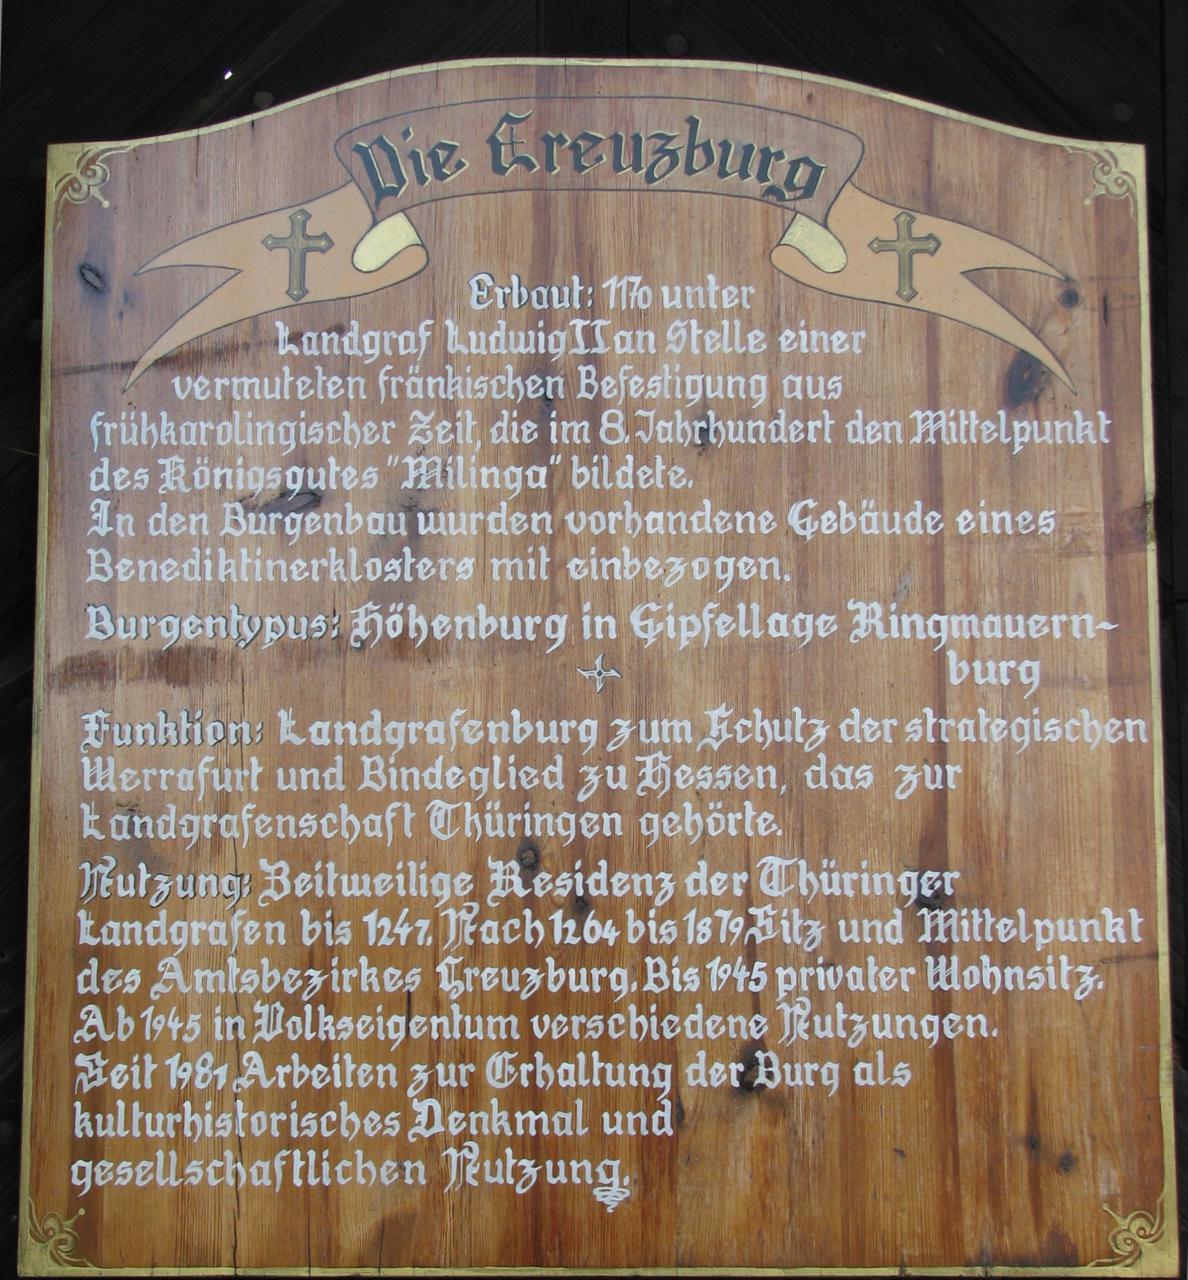 Die Creuzburg
Erbaut: 1170 unter
Landgraf Ludwig II an Stelle einer
vermuteten fränkischen Befestigung aus
frühkarolingischer Zeit, die im 8. Jahrhundert den Mittelpunkt
des Königsgutes "Milinga" bildete.
In den Burgenbau wurden vorhandene Gebäude eines
Benediktinerklosters mit einbezogen.
Burgentypus: Höhenburg in Gipfellage Ringmauern-
burg
Funktion: Landgrafenburg zum Schutz der strategischen
Werrafurt und Bindeglied zu Hessen, das zur
Landgrafenschaft Thüringen gehörte.
Nutzung: Zeitweilige Residenz der Thüringer
Landgrafen bis 1247. Nach 1264 bis 1879 Sitz und Mittelpunkt
des Amtsbezirkes Creuzburg. Bis 1945 privater Wohnsitz.
Ab 1945 in Volkseigentum verschiedene Nutzungen.
Seit 1981 Arbeiten zur Erhaltung der Burg als
kulturhistorisches Denkmal und
gesellschaftlichen Nutzung.